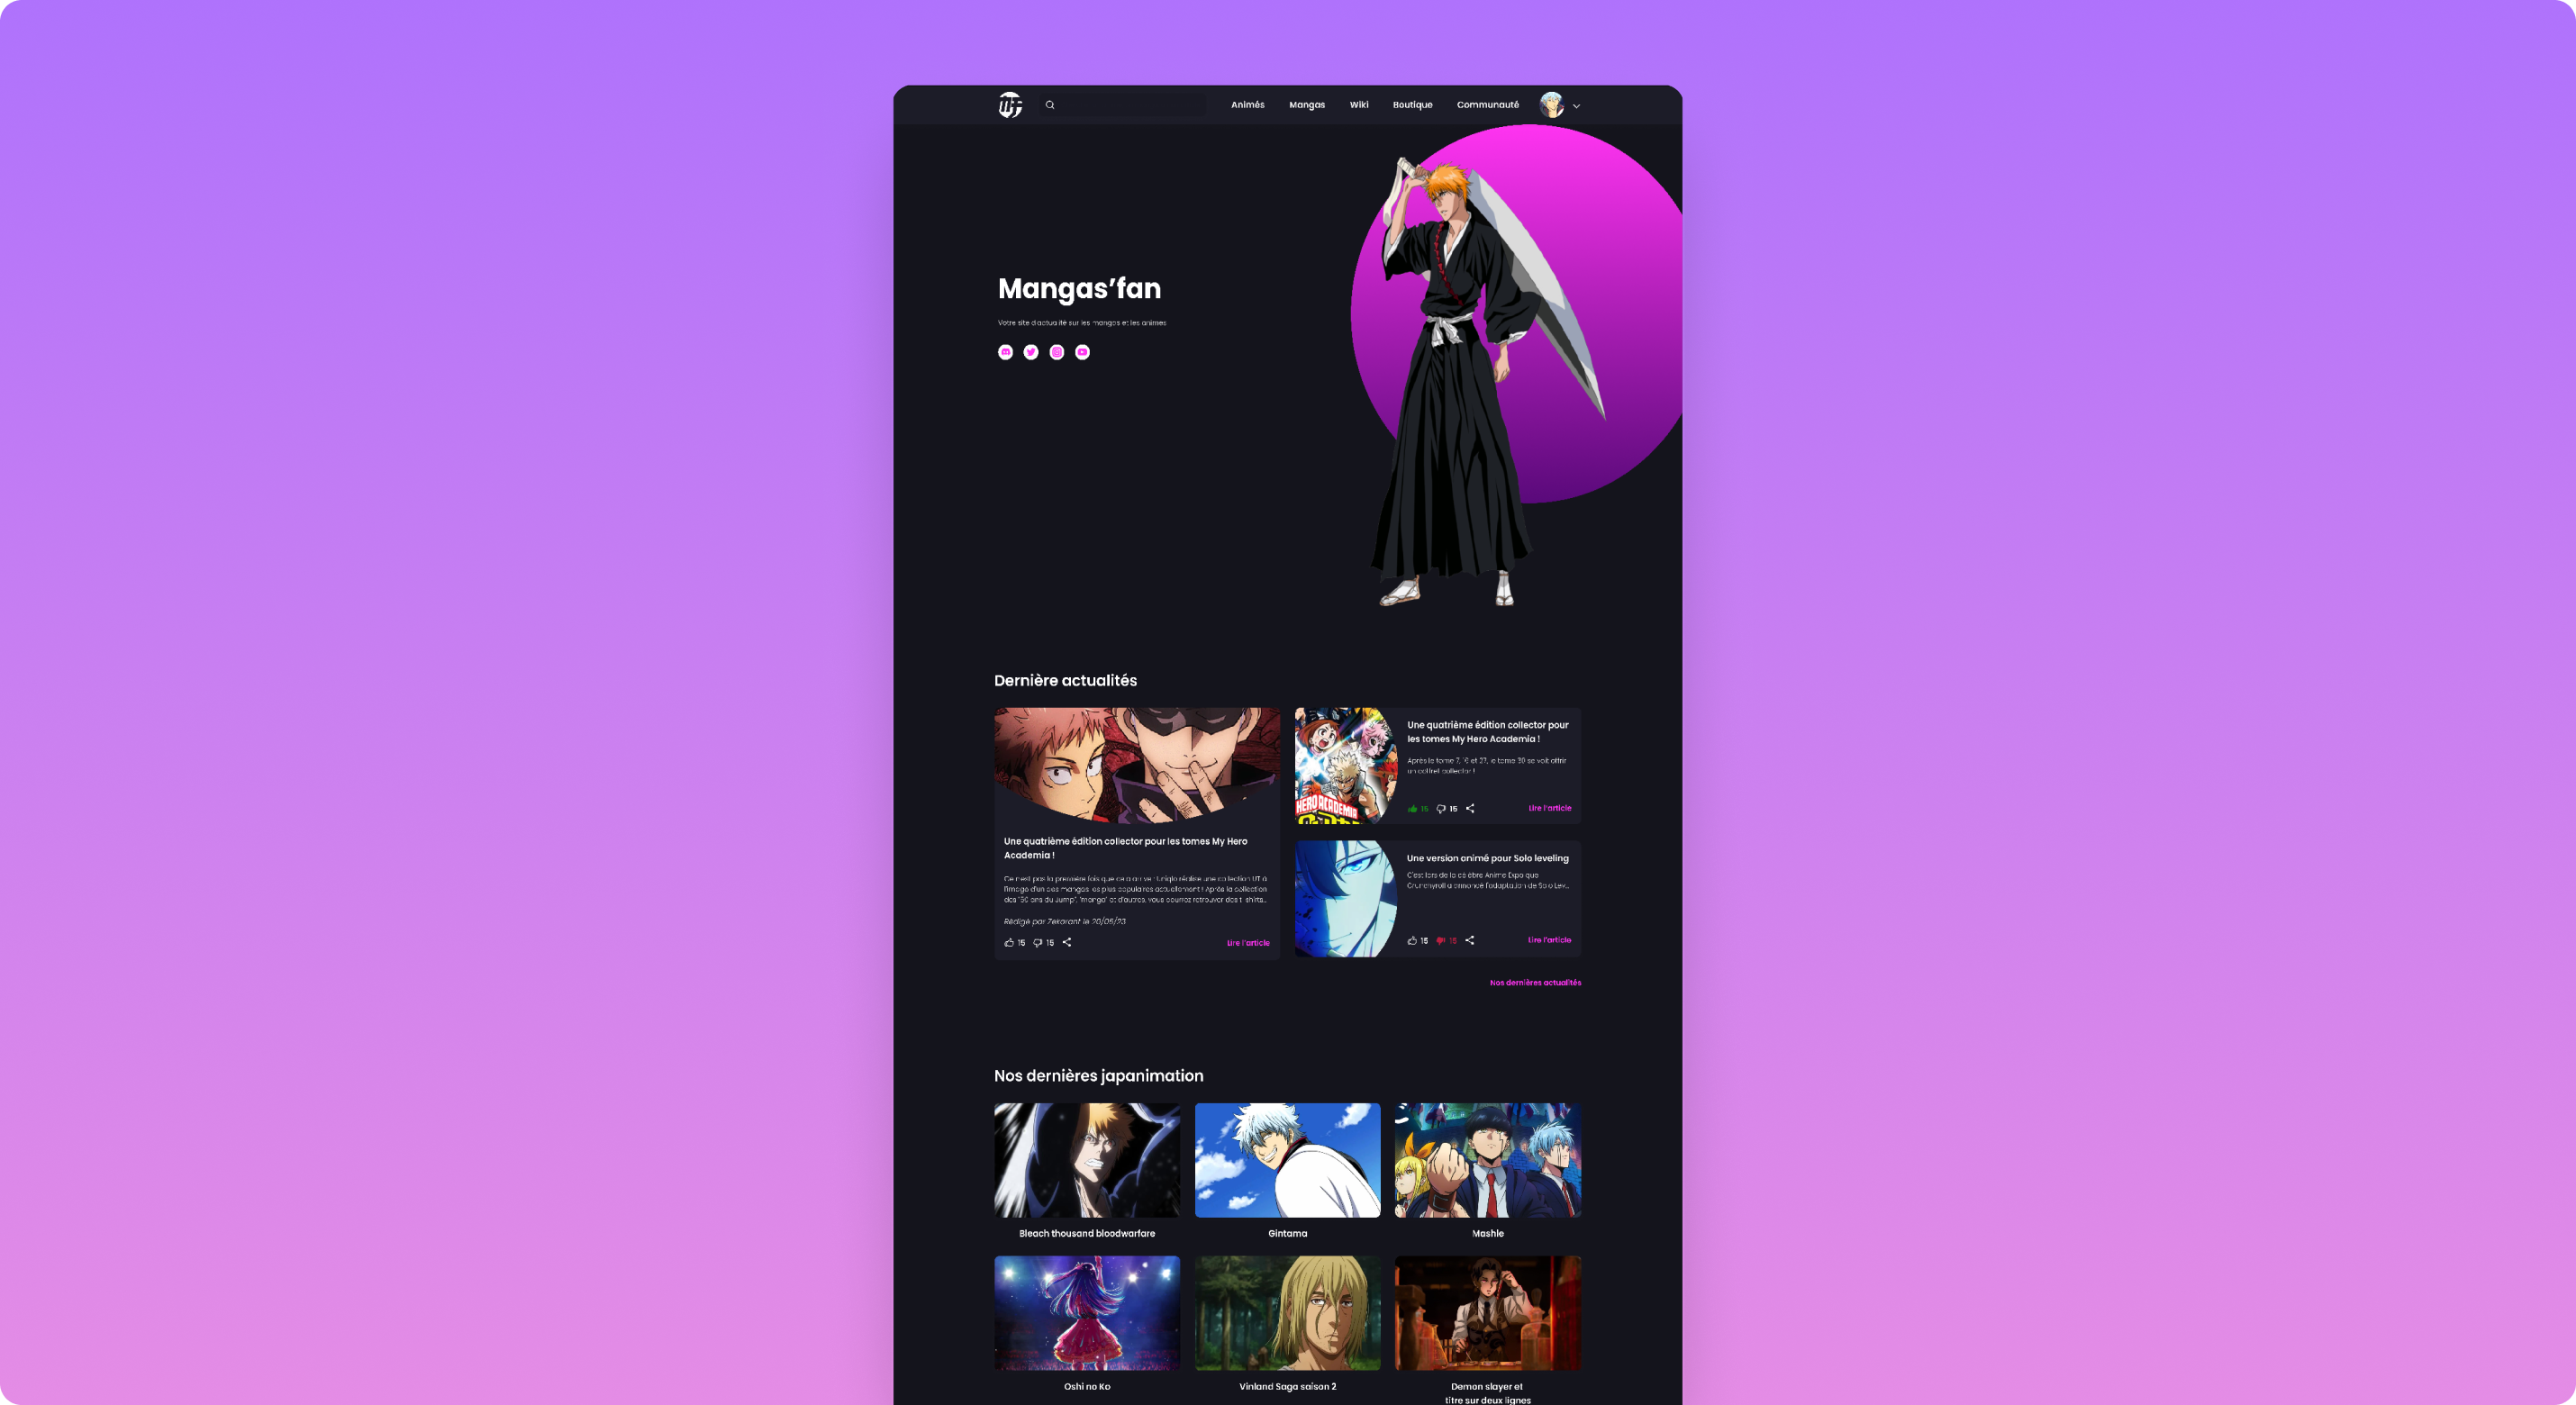 Animés Mangas Wiki Boutique Communauté
Mangas’fan
Votre site d'actualité sur les mangas et les animes
Dernière actualités
Une quatrième édition collector pour les tomes My Hero
Academia !
Ce n'est pas la première fois que cela arrive : Uniqlo réalise une collection UT à
l'image d'un des mangas les plus populaires actuellement ! Après la collection
des "50 ans du Jump", "manga" et d'autres, vous pourrez retrouver des t-shirts...
Rédigé par Zekarant le 20/05/23
15 15 Lire l'article
HERO ACADEMIA
Une quatrième édition collector pour
les tomes My Hero Academia !
Après le tome 7, 16 et 27, le tome 30 se voit offrir
un coffret collector !
15 15 Lire l'article
Une version animé pour Solo leveling
C'est lors de la célèbre Anime Expo que
Crunchyroll a annoncé l'adaptation de Solo Lev...
15 15 Lire l'article
Nos dernières actualités
Nos dernières japanimation
Bleach thousand bloodwarfare
Gintama
Mashle
Oshi no Ko
Vinland Saga saison 2
Demon slayer et
titre sur deux lignes